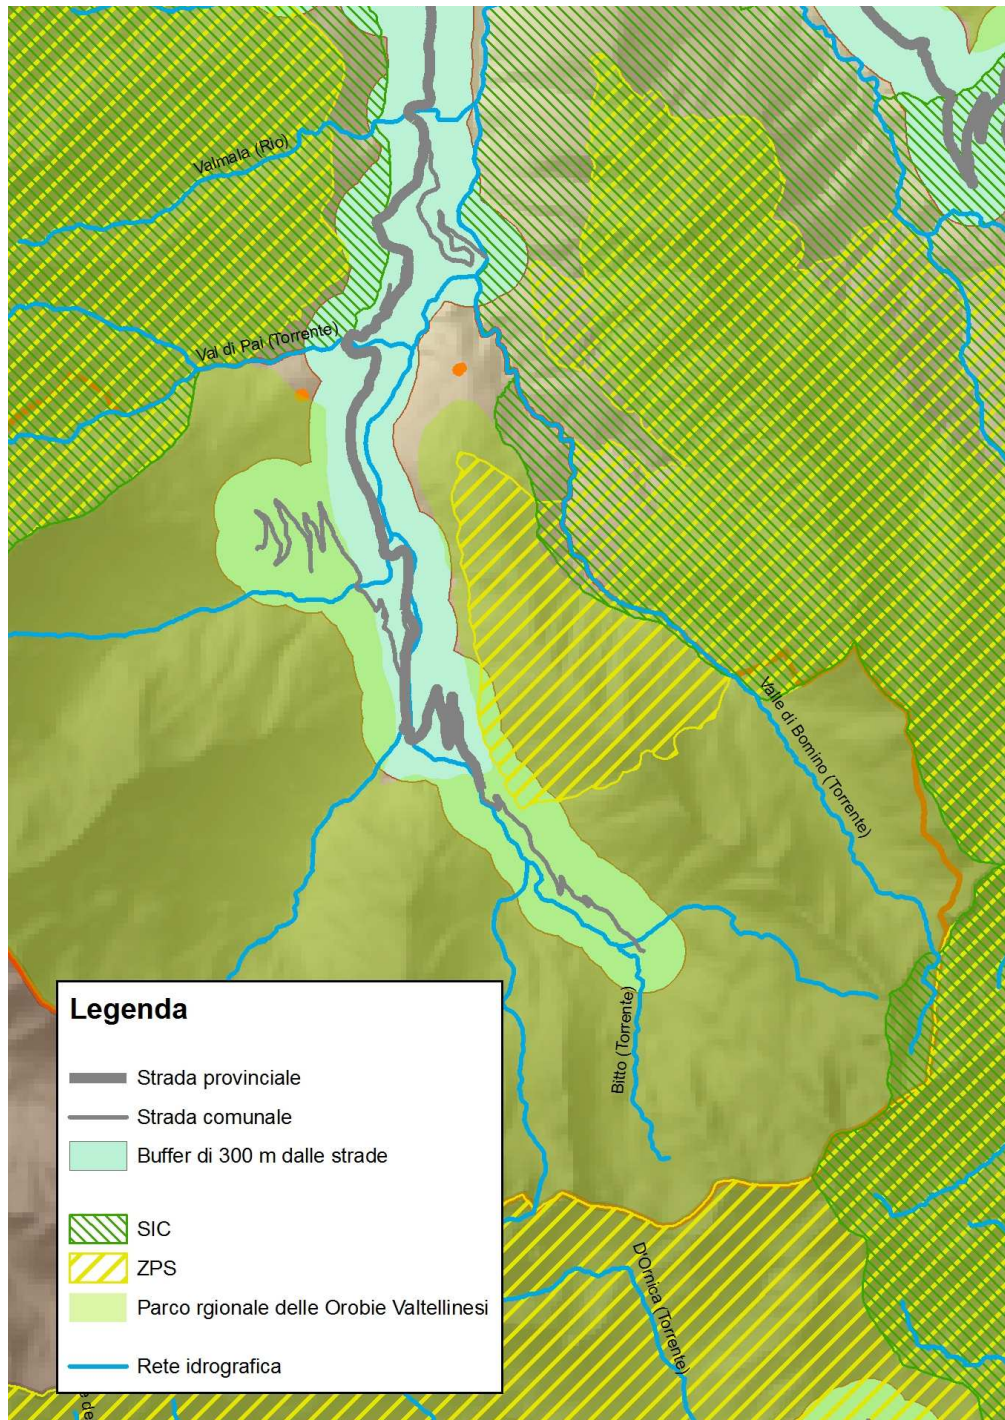 Valmala (Rio)
Val di Pai (Torrente)
Valle di Bomino (Torrente)
Bitto (Torrente)
D'Ornica (Torrente)
Legenda
Strada provinciale
Strada comunale
Buffer di 300 m dalle strade
SIC
ZPS
Parco rgionale delle Orobie Valtellinesi
Rete idrografica